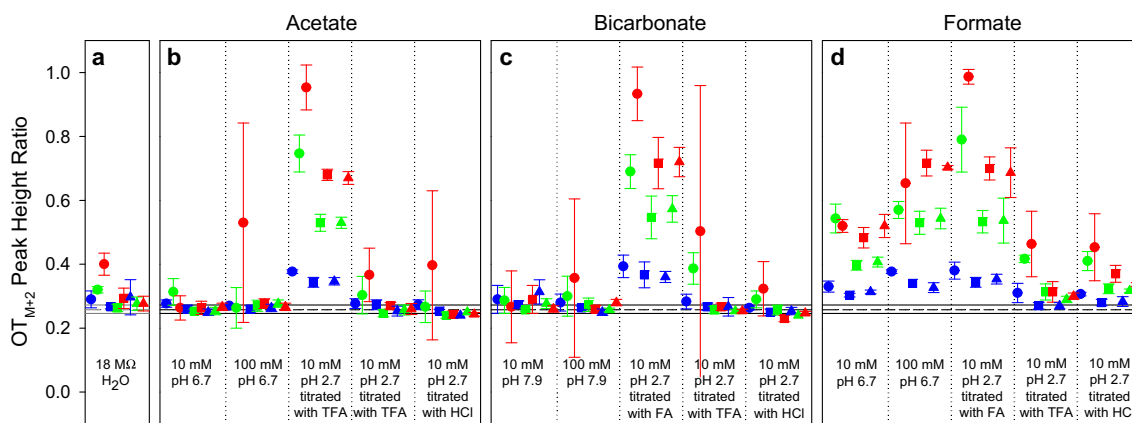 Acetate
Bicarbonate
Formate
a
b
c
d
OT_M+2 Peak Height Ratio
1.0
0.8
0.6
0.4
0.2
0.0
18 MΩ
H₂O
10 mM
pH 6.7
100 mM
pH 6.7
10 mM
pH 2.7
titrated
with TFA
10 mM
pH 2.7
titrated
with TFA
10 mM
pH 2.7
titrated
with HCl
10 mM
pH 7.9
100 mM
pH 7.9
10 mM
pH 2.7
titrated
with FA
10 mM
pH 2.7
titrated
with TFA
10 mM
pH 2.7
titrated
with HCl
10 mM
pH 6.7
100 mM
pH 6.7
10 mM
pH 2.7
titrated
with FA
10 mM
pH 2.7
titrated
with TFA
10 mM
pH 2.7
titrated
with HCl